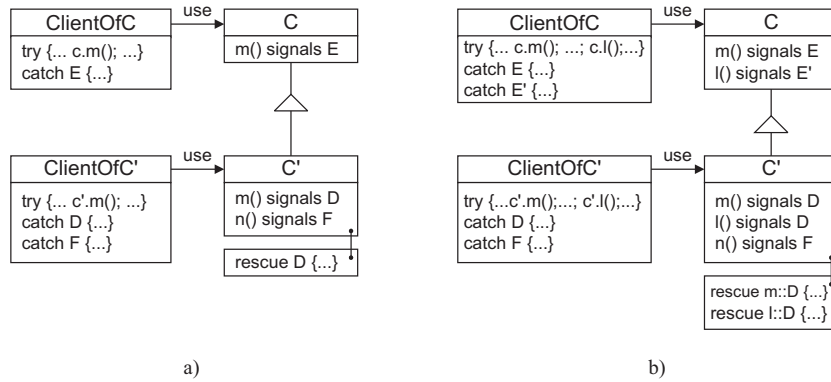 ClientOfC
try {... c.m(); ...}
catch E {...}
use
C
m() signals E
ClientOfC'
try {... c'.m(); ...}
catch D {...}
catch F {...}
use
C'
m() signals D
n() signals F
rescue D {...}
a)
ClientOfC
try {... c.m(); ...; c.l();...}
catch E {...}
catch E' {...}
use
C
m() signals E
l() signals E'
ClientOfC'
try {...c'.m();...; c'.l();...}
catch D {...}
catch F {...}
use
C'
m() signals D
l() signals D
n() signals F
rescue m::D {...}
rescue l::D {...}
b)